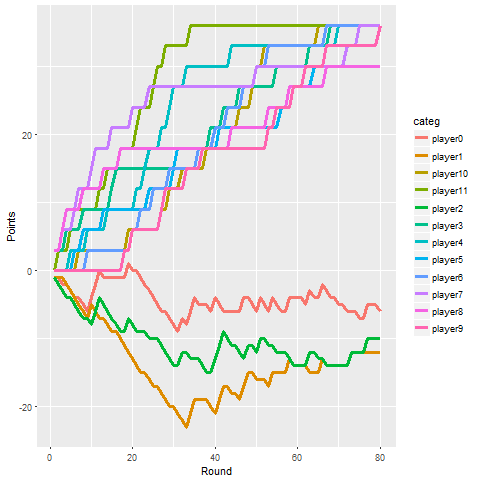 Points
20
0
-20
0
20
40
60
80
Round
categ
player0
player1
player10
player11
player2
player3
player4
player5
player6
player7
player8
player9